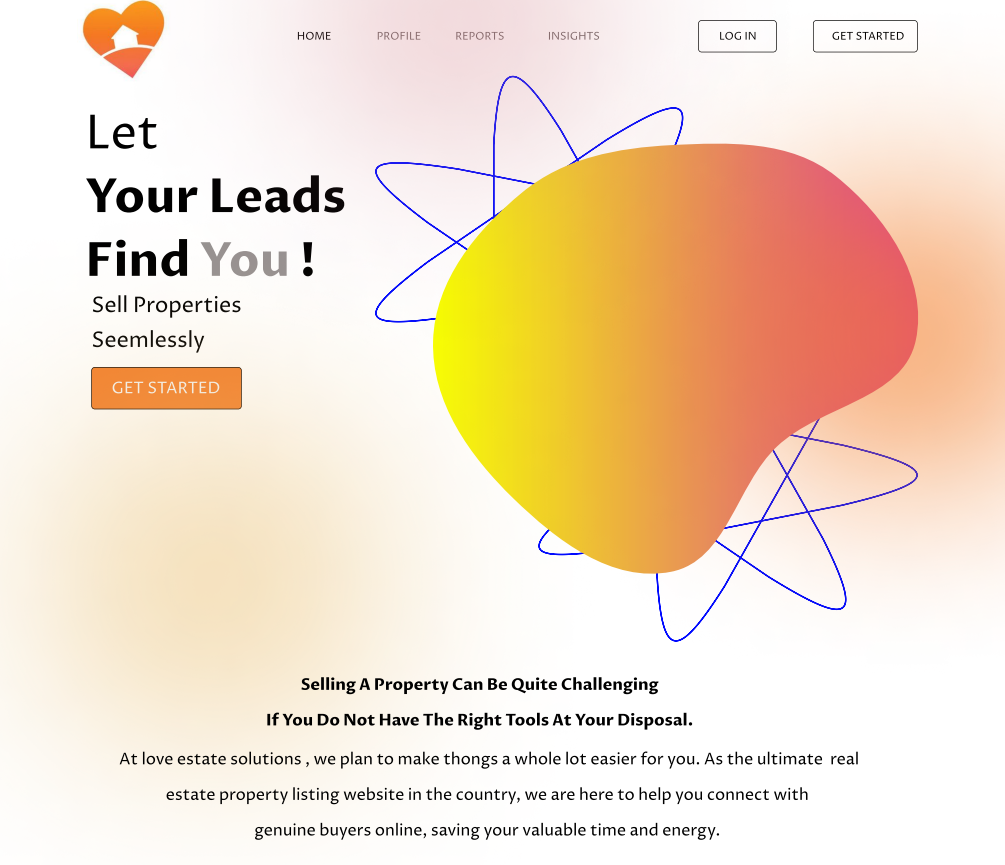 HOME PROFILE REPORTS INSIGHTS LOG IN GET STARTED
Let
Your Leads
Find You !
Sell Properties
Seemlessly
GET STARTED
Selling A Property Can Be Quite Challenging
If You Do Not Have The Right Tools At Your Disposal.
At love estate solutions , we plan to make thongs a whole lot easier for you. As the ultimate real
estate property listing website in the country, we are here to help you connect with
genuine buyers online, saving your valuable time and energy.